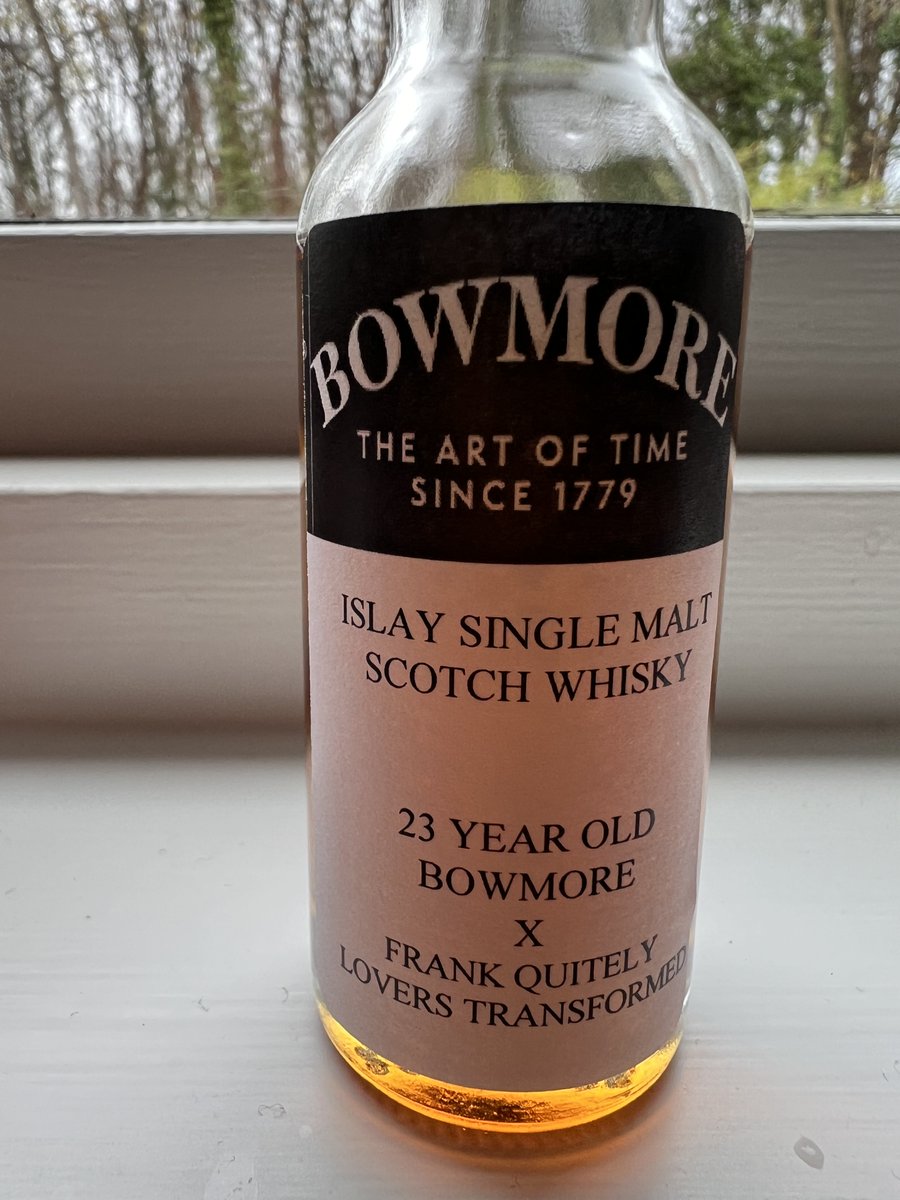 BOWMORE
THE ART OF TIME
SINCE 1779
ISLAY SINGLE MALT
SCOTCH WHISKY
23 YEAR OLD
BOWMORE
X
FRANK QUITELY
LOVERS TRANSFORMED